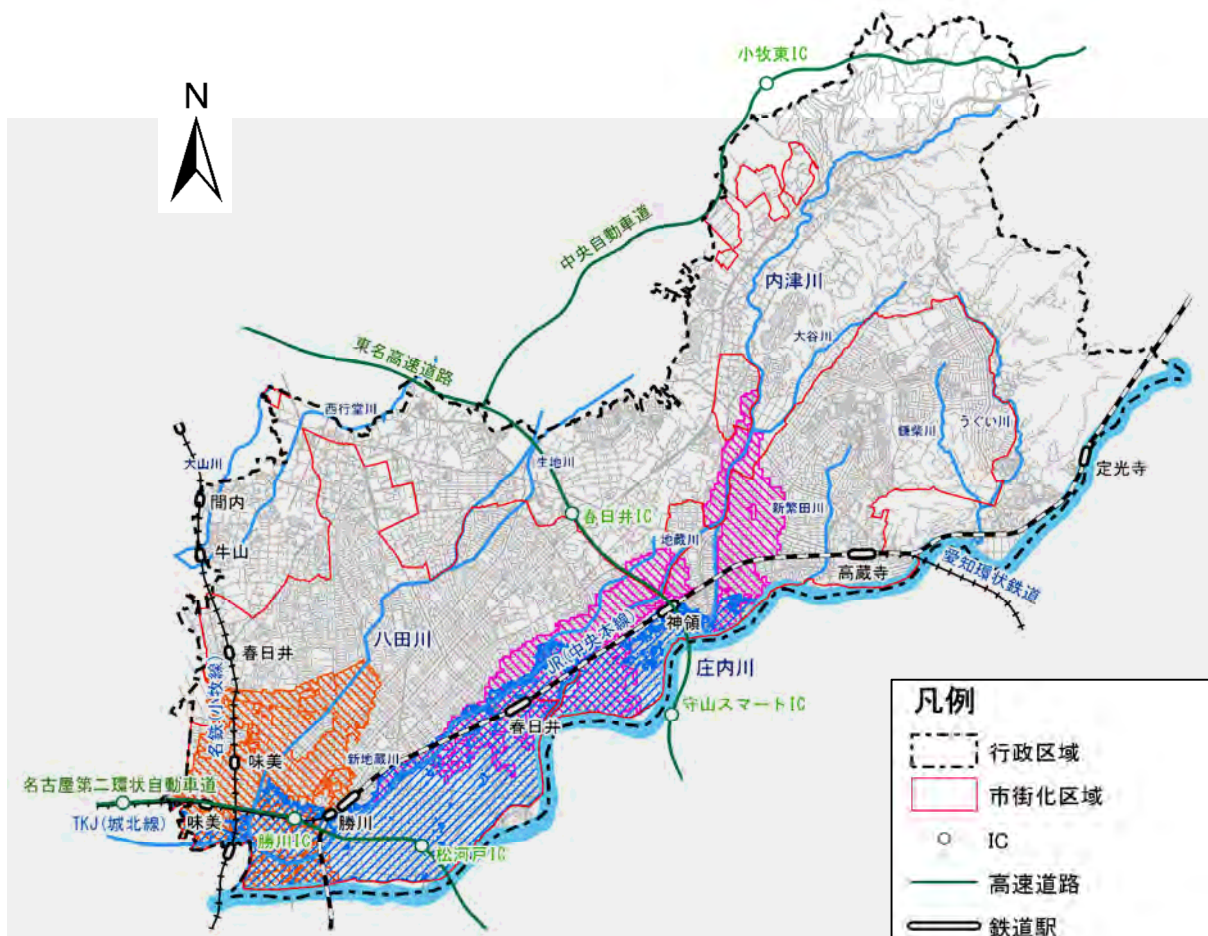 小牧東IC
N
中央自動車道
内津川
大谷川
東名高速道路
西行堂川
鎌柴川
うぐい川
大山川
生地川
定光寺
間内
新繁田川
春日井IC
牛山
地蔵川
高蔵寺
愛知環状鉄道
神領
八田川
JR(中央本線)
春日井
庄内川
名鉄(小牧線)
守山スマートIC
春日井
味美
新地蔵川
名古屋第二環状自動車道
味美
勝川
TKJ(城北線)
勝川IC
松河戸IC
凡例
行政区域
市街化区域
IC
高速道路
鉄道駅